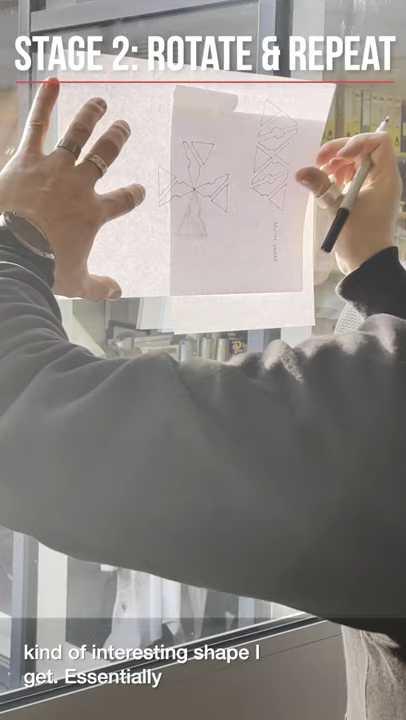 STAGE 2: ROTATE & REPEAT
kind of interesting shape I
get. Essentially